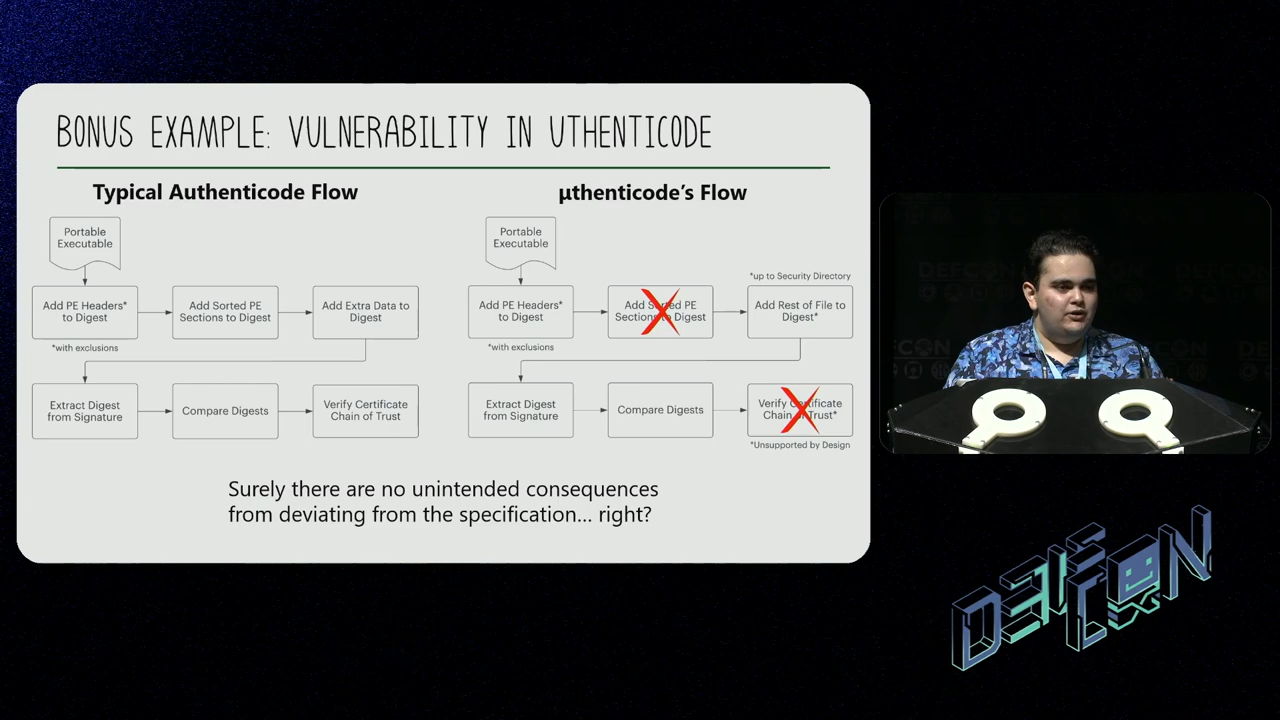 BONUS EXAMPLE: VULNERABILITY IN UTHENTICODE
Typical Authenticode Flow
Portable
Executable
Add PE Headers*
to Digest
*with exclusions
Add Sorted PE
Sections to Digest
Add Extra Data to
Digest
Extract Digest
from Signature
Compare Digests
Verify Certificate
Chain of Trust
µthenticode's Flow
Portable
Executable
Add PE Headers*
to Digest
*with exclusions
Add Sorted PE
Sections to Digest
*up to Security Directory
Add Rest of File to
Digest*
Extract Digest
from Signature
Compare Digests
Verify Certificate
Chain of Trust*
*Unsupported by Design
Surely there are no unintended consequences
from deviating from the specification... right?
DEFCON
DEF
CON